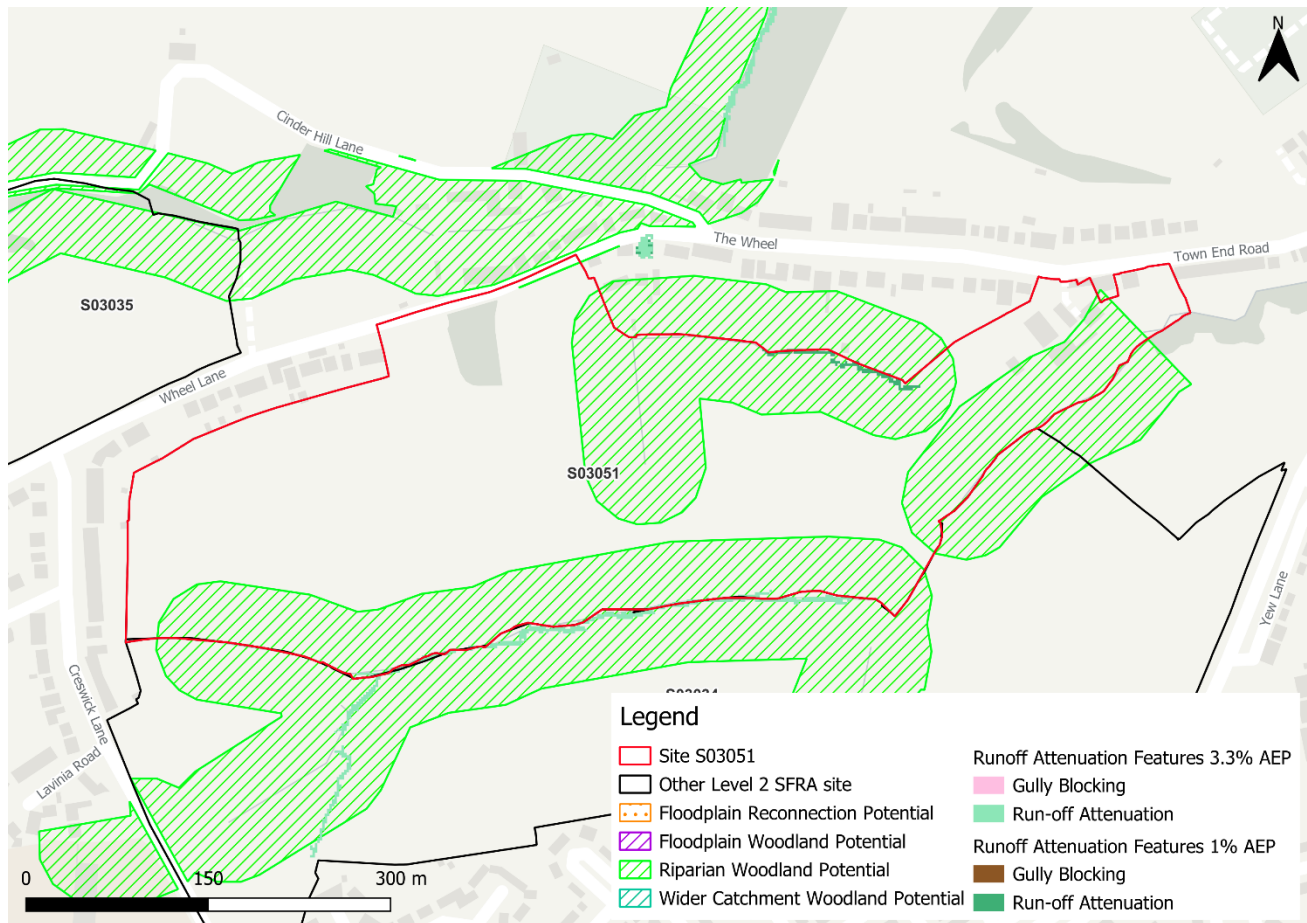 N
Cinder Hill Lane
The Wheel
Town End Road
S03035
Wheel Lane
S03051
Yew Lane
Creswick Lane
Lavinia Road
Legend
Site S03051
Other Level 2 SFRA site
Floodplain Reconnection Potential
Floodplain Woodland Potential
Riparian Woodland Potential
Wider Catchment Woodland Potential
Runoff Attenuation Features 3.3% AEP
Gully Blocking
Run-off Attenuation
Runoff Attenuation Features 1% AEP
Gully Blocking
Run-off Attenuation
0 150 300 m